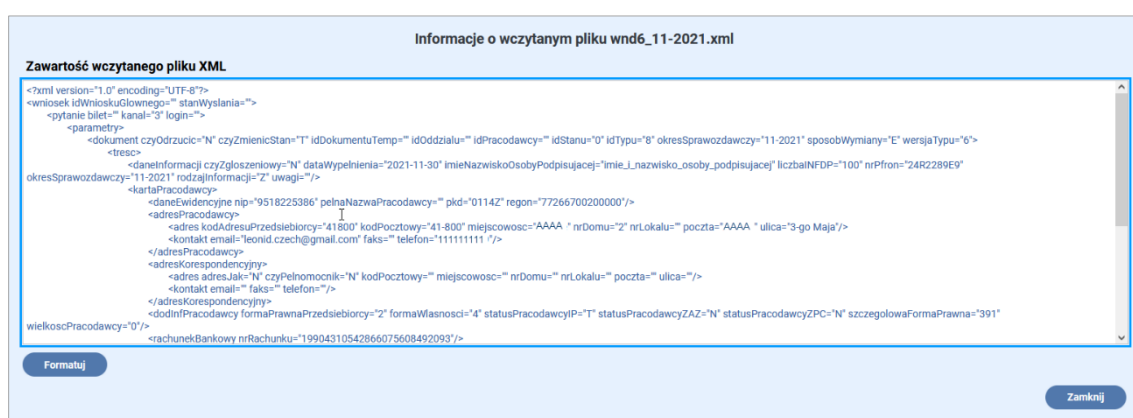 Informacje o wczytanym pliku wnd6_11-2021.xml
Zawartość wczytanego pliku XML
<?xml version="1.0" encoding="UTF-8"?>
<wniosek idWnioskuGlownego="" stanWyslania="">
<pytanie bilet="" kanal="3" login="">
<parametry>
<dokument czyOdrzucic="N" czyZmienicStan="T" idDokumentuTemp="" idOddzialu="" idPracodawcy="" idStanu="0" idTypu="8" okresSprawozdawczy="11-2021" sposobWymiany="E" wersjaTypu="6">
<tresc>
<daneInformacji czyZgloszeniowy="N" dataWypelnienia="2021-11-30" imieNazwiskoOsobyPodpisujacej="imie_i_nazwisko_osoby_podpisujacej" liczbaINFDP="100" nrPfron="24R2289E9"
okresSprawozdawczy="11-2021" rodzajInformacji="Z" uwagi=""/>
<kartaPracodawcy>
<daneEwidencyjne nip="9518225386" pelnaNazwaPracodawcy="" pkd="0114Z" regon="77266700200000"/>
<adresPracodawcy>
<adres kodAdresuPrzedsiebiorcy="41800" kodPocztowy="41-800" miejscowosc="AAAA " nrDomu="2" nrLokalu="" poczta="AAAA " ulica="3-go Maja"/>
<kontakt email="leonid.czech@gmail.com" faks="" telefon="111111111 "/>
</adresPracodawcy>
<adresKorespondencyjny>
<adres adresJak="N" czyPelnomocnik="N" kodPocztowy="" miejscowosc="" nrDomu="" nrLokalu="" poczta="" ulica=""/>
<kontakt email="" faks="" telefon=""/>
</adresKorespondencyjny>
<dodInfPracodawcy formaPrawnaPrzedsiebiorcy="2" formaWlasnosci="4" statusPracodawcyIP="T" statusPracodawcyZAZ="N" statusPracodawcyZPC="N" szczegolowaFormaPrawna="391"
wielkoscPracodawcy="0"/>
<rachunekBankowy nrRachunku="19904310542866075608492093"/>
Formatuj
Zamknij